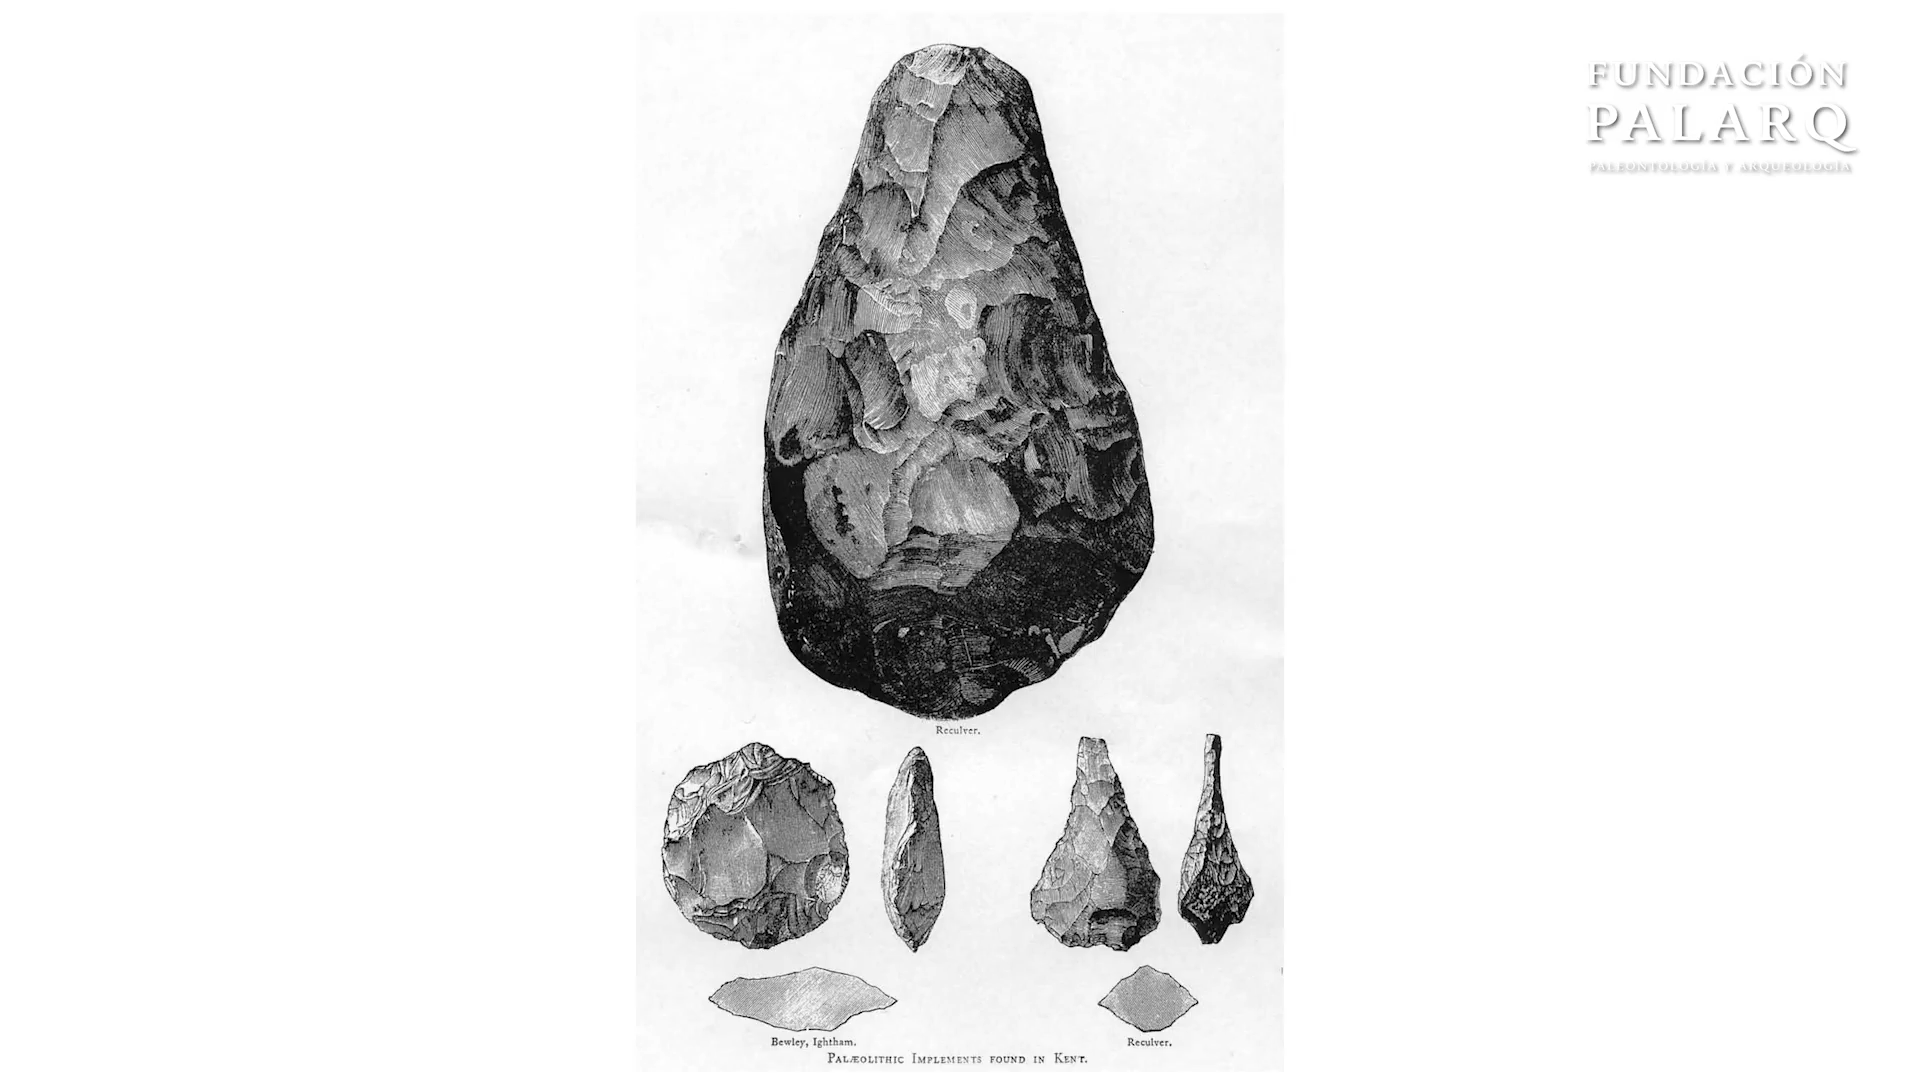 FUNDACIÓN
PALARQ
PALEONTOLOGÍA Y ARQUEOLOGÍA
Reculver.
Bewley, Ightham.
Reculver.
PALÆOLITHIC IMPLEMENTS FOUND IN KENT.